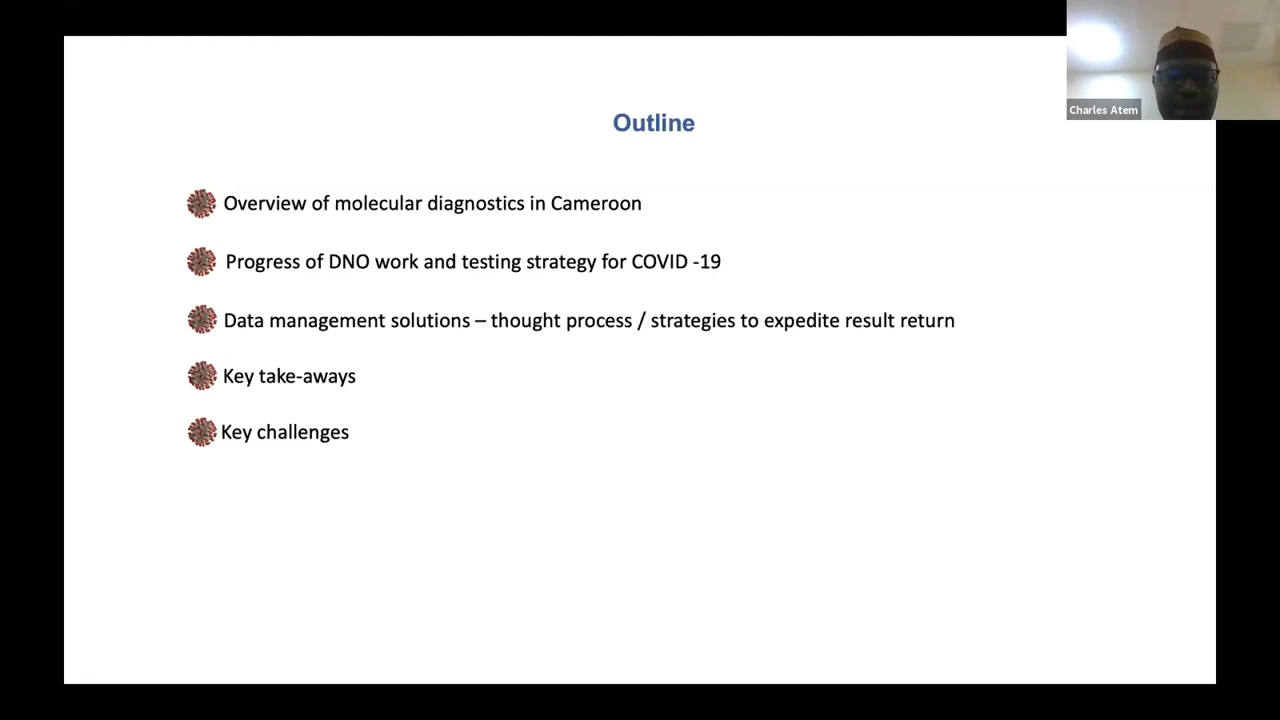 Charles Atem
Outline
Overview of molecular diagnostics in Cameroon
Progress of DNO work and testing strategy for COVID -19
Data management solutions – thought process / strategies to expedite result return
Key take-aways
Key challenges